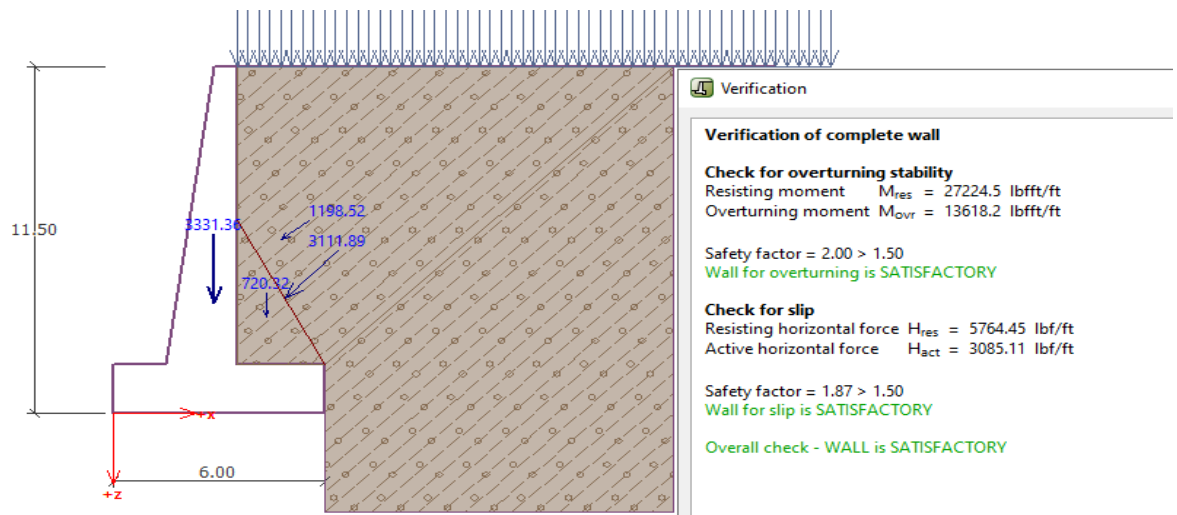 Verification
11.50
3331.36
1198.52
3111.89
720.32
+x
6.00
+z
Verification of complete wall
Check for overturning stability
Resisting moment Mres = 27224.5 lbfft/ft
Overturning moment Movr = 13618.2 lbfft/ft
Safety factor = 2.00 > 1.50
Wall for overturning is SATISFACTORY
Check for slip
Resisting horizontal force Hres = 5764.45 lbf/ft
Active horizontal force Hact = 3085.11 lbf/ft
Safety factor = 1.87 > 1.50
Wall for slip is SATISFACTORY
Overall check - WALL is SATISFACTORY